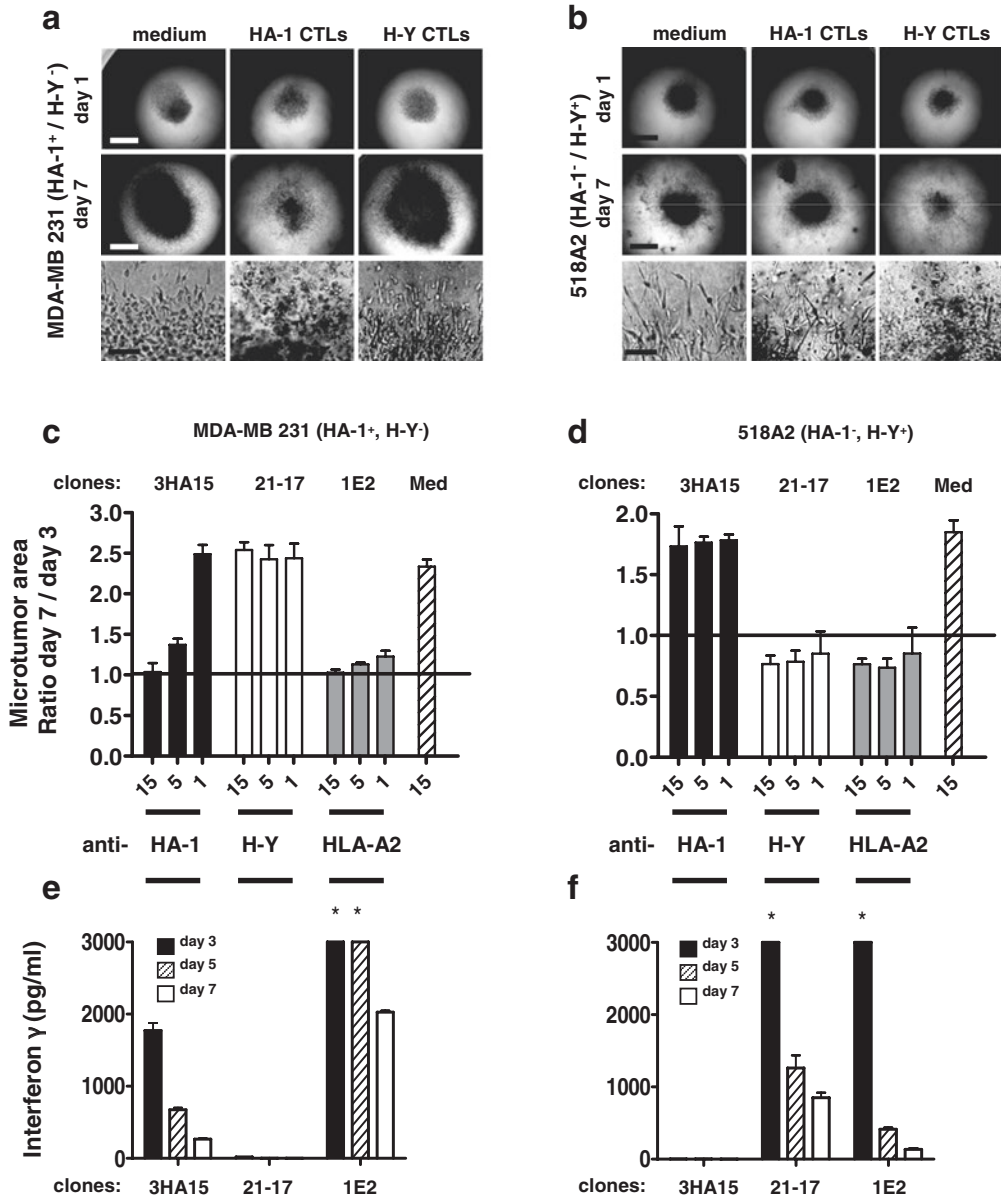 a
medium HA-1 CTLs H-Y CTLs
MDA-MB 231 (HA-1+ / H-Y -)
day 1
day 7
b
medium HA-1 CTLs H-Y CTLs
518A2 (HA-1- / H-Y+)
day 1
day 7
c
MDA-MB 231 (HA-1+, H-Y-)
clones: 3HA15 21-17 1E2 Med
Microtumor area
Ratio day 7 / day 3
3.0
2.5
2.0
1.5
1.0
0.5
0.0
15 5 1 15 5 1 15 5 1 15
anti- HA-1 H-Y HLA-A2
d
518A2 (HA-1-, H-Y+)
clones: 3HA15 21-17 1E2 Med
2.0
1.5
1.0
0.5
0.0
15 5 1 15 5 1 15 5 1 15
anti- HA-1 H-Y HLA-A2
e
* *
Interferon γ (pg/ml)
3000
2000
1000
0
day 3
day 5
day 7
clones: 3HA15 21-17 1E2
f
* *
3000
2000
1000
0
day 3
day 5
day 7
clones: 3HA15 21-17 1E2